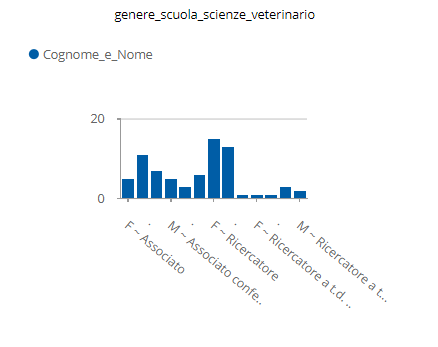 genere_scuola_scienze_veterinario
Cognome_e_Nome
20
0
F ~ Associato
M ~ Associato confe...
F ~ Ricercatore
F ~ Ricercatore a t.d. ...
M ~ Ricercatore a t...